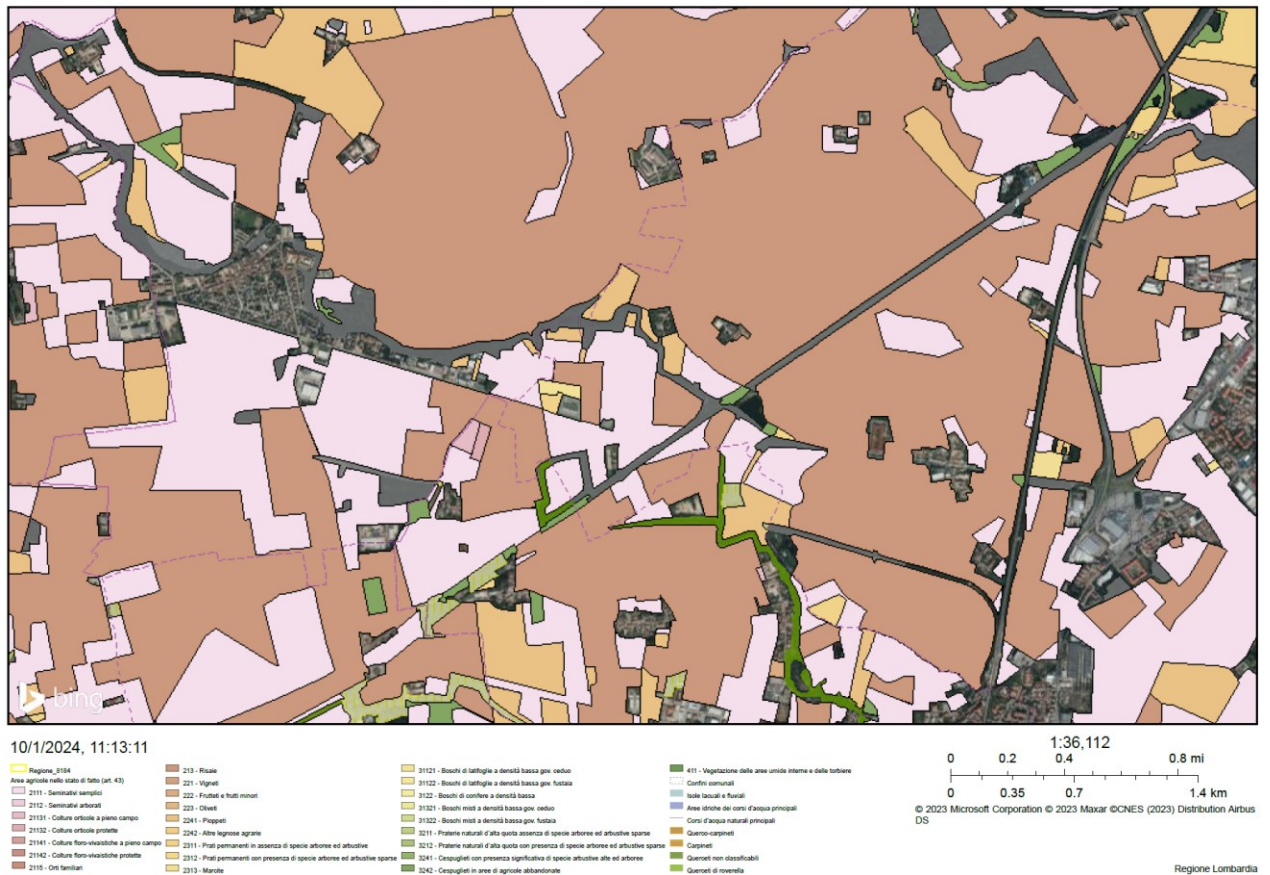 bing
10/1/2024, 11:13:11
1:36,112
0 0.2 0.4 0.8 mi
0 0.35 0.7 1.4 km
© 2023 Microsoft Corporation © 2023 Maxar ©CNES (2023) Distribution Airbus
DS
Regione_8184
Aree agricole nello stato di fatto (art. 43)
2111 - Seminativi semplici
2112 - Seminativi arborati
21131 - Colture orticole a pieno campo
21132 - Colture orticole protette
21141 - Colture floro-vivaistiche a pieno campo
21142 - Colture floro-vivaistiche protette
2115 - Orti familiari
213 - Risaie
221 - Vigneti
222 - Frutteti e frutti minori
223 - Oliveti
2241 - Pioppeti
2242 - Altre legnose agrarie
2311 - Prati permanenti in assenza di specie arboree ed arbustive
2312 - Prati permanenti con presenza di specie arboree ed arbustive sparse
2313 - Marcite
31121 - Boschi di latifoglie a densità bassa gov. ceduo
31122 - Boschi di latifoglie a densità bassa gov. fustaia
3122 - Boschi di conifere a densità bassa
31321 - Boschi misti a densità bassa gov. ceduo
31322 - Boschi misti a densità bassa gov. fustaia
3211 - Praterie naturali d'alta quota assenza di specie arboree ed arbustive sparse
3212 - Praterie naturali d'alta quota con presenza di specie arboree ed arbustive sparse
3241 - Cespuglieti con presenza significativa di specie arbustive alte ed arboree
3242 - Cespuglieti in aree di agricole abbandonate
411 - Vegetazione delle aree umide interne e delle torbiere
Confini comunali
Isole lacuali e fluviali
Aree idriche dei corsi d'acqua principali
Corsi d'acqua naturali principali
Querco-carpineti
Carpineti
Querceti non classificabili
Querceti di roverella
Regione Lombardia